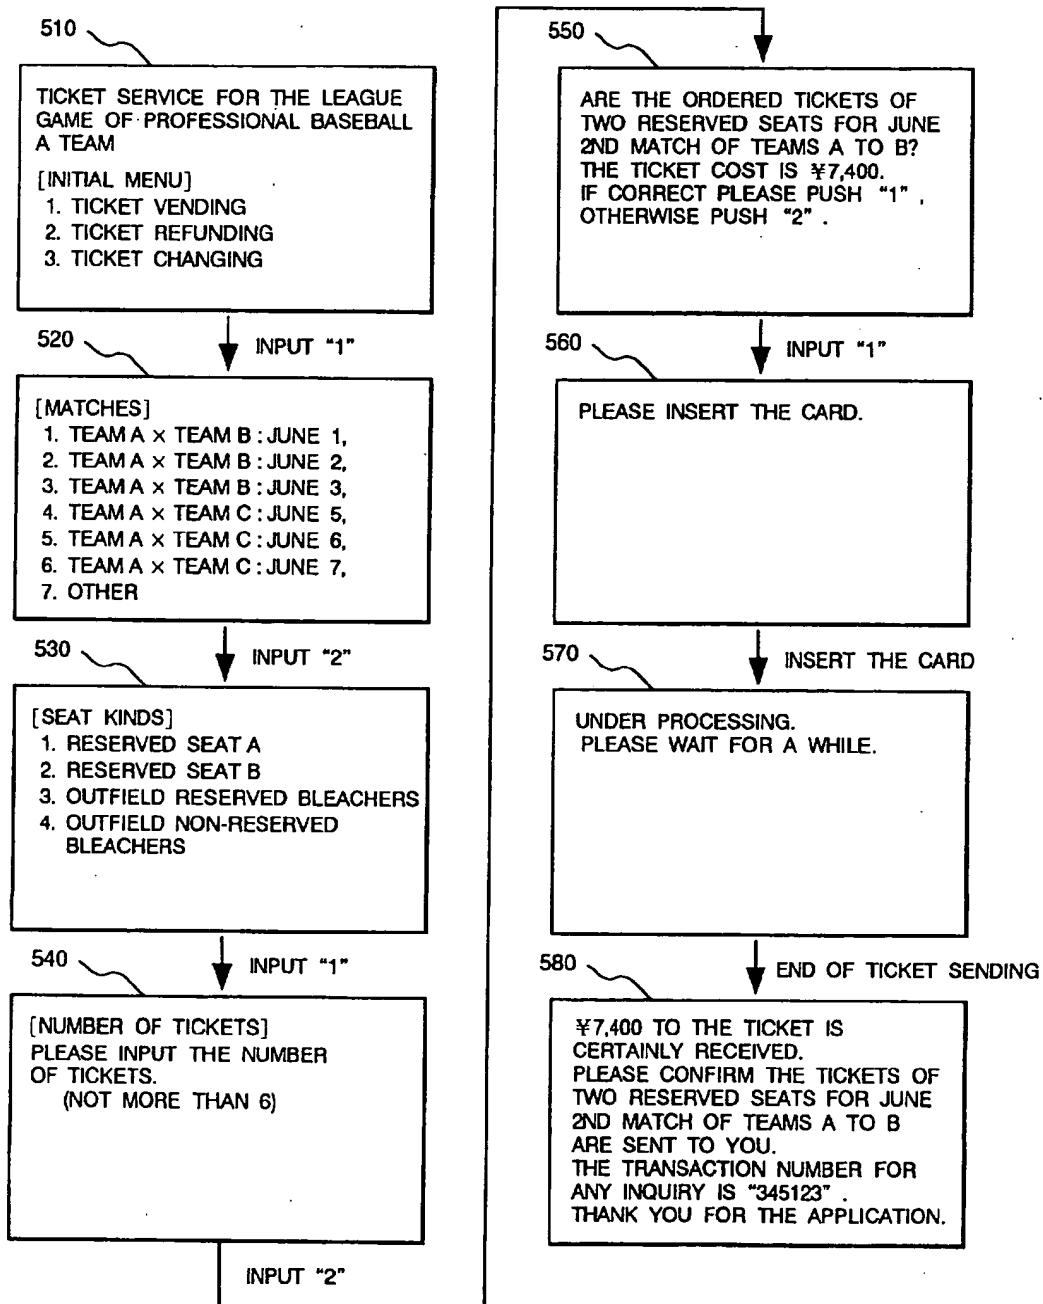 510
TICKET SERVICE FOR THE LEAGUE
GAME OF PROFESSIONAL BASEBALL
A TEAM
[INITIAL MENU]
1. TICKET VENDING
2. TICKET REFUNDING
3. TICKET CHANGING
INPUT "1"
520
[MATCHES]
1. TEAM A × TEAM B : JUNE 1,
2. TEAM A × TEAM B : JUNE 2,
3. TEAM A × TEAM B : JUNE 3,
4. TEAM A × TEAM C : JUNE 5,
5. TEAM A × TEAM C : JUNE 6,
6. TEAM A × TEAM C : JUNE 7,
7. OTHER
INPUT "2"
530
[SEAT KINDS]
1. RESERVED SEAT A
2. RESERVED SEAT B
3. OUTFIELD RESERVED BLEACHERS
4. OUTFIELD NON-RESERVED
BLEACHERS
INPUT "1"
540
[NUMBER OF TICKETS]
PLEASE INPUT THE NUMBER
OF TICKETS.
(NOT MORE THAN 6)
INPUT "2"
550
ARE THE ORDERED TICKETS OF
TWO RESERVED SEATS FOR JUNE
2ND MATCH OF TEAMS A TO B?
THE TICKET COST IS ¥7,400.
IF CORRECT PLEASE PUSH "1" ,
OTHERWISE PUSH "2" .
INPUT "1"
560
PLEASE INSERT THE CARD.
INSERT THE CARD
570
UNDER PROCESSING.
PLEASE WAIT FOR A WHILE.
END OF TICKET SENDING
580
¥7,400 TO THE TICKET IS
CERTAINLY RECEIVED.
PLEASE CONFIRM THE TICKETS OF
TWO RESERVED SEATS FOR JUNE
2ND MATCH OF TEAMS A TO B
ARE SENT TO YOU.
THE TRANSACTION NUMBER FOR
ANY INQUIRY IS "345123" .
THANK YOU FOR THE APPLICATION.